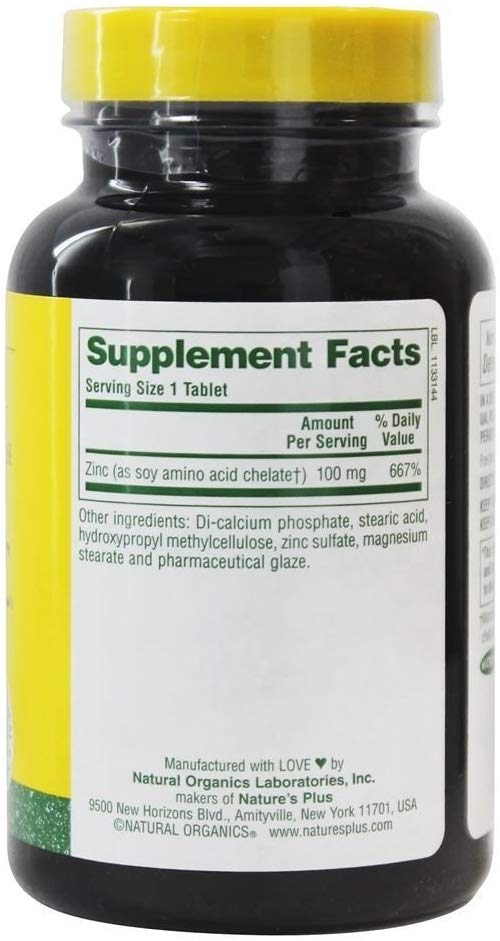 Supplement Facts
Serving Size 1 Tablet
Amount % Daily
Per Serving Value
Zinc (as soy amino acid chelate†) 100 mg 667%
Other ingredients: Di-calcium phosphate, stearic acid,
hydroxypropyl methylcellulose, zinc sulfate, magnesium
stearate and pharmaceutical glaze.
LBL. 1133144
Manufactured with LOVE ♥ by
Natural Organics Laboratories, Inc.
makers of Nature's Plus
9500 New Horizons Blvd., Amityville, New York 11701, USA
©NATURAL ORGANICS® www.naturesplus.com